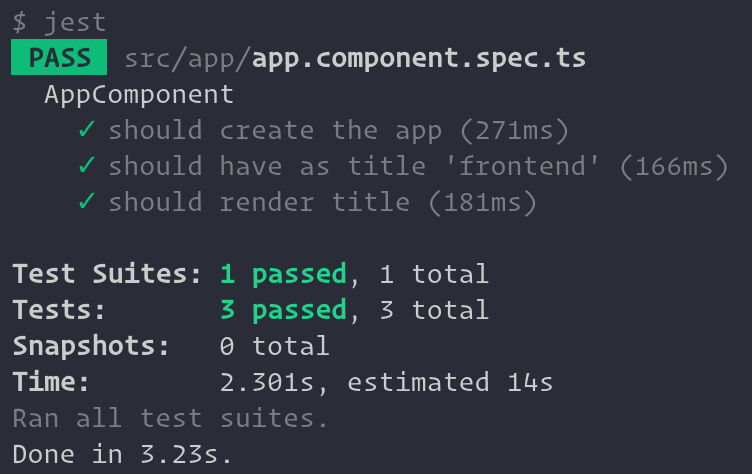 $ jest
PASS src/app/app.component.spec.ts
AppComponent
✓ should create the app (271ms)
✓ should have as title 'frontend' (166ms)
✓ should render title (181ms)
Test Suites: 1 passed, 1 total
Tests: 3 passed, 3 total
Snapshots: 0 total
Time: 2.301s, estimated 14s
Ran all test suites.
Done in 3.23s.